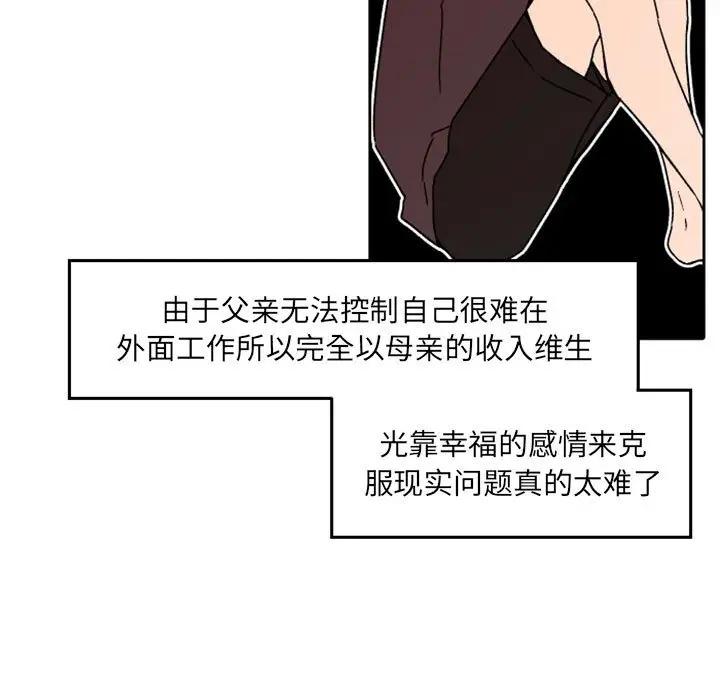 由于父亲无法控制自己很难在
外面工作所以完全以母亲的收入维生
光靠幸福的感情来克
服现实问题真的太难了